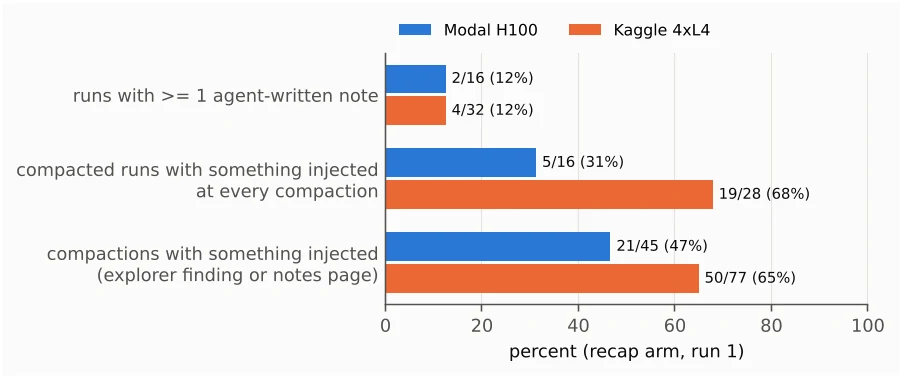 Modal H100
Kaggle 4xL4
runs with >= 1 agent-written note
2/16 (12%)
4/32 (12%)
compacted runs with something injected
at every compaction
5/16 (31%)
19/28 (68%)
compactions with something injected
(explorer finding or notes page)
21/45 (47%)
50/77 (65%)
0 20 40 60 80 100
percent (recap arm, run 1)